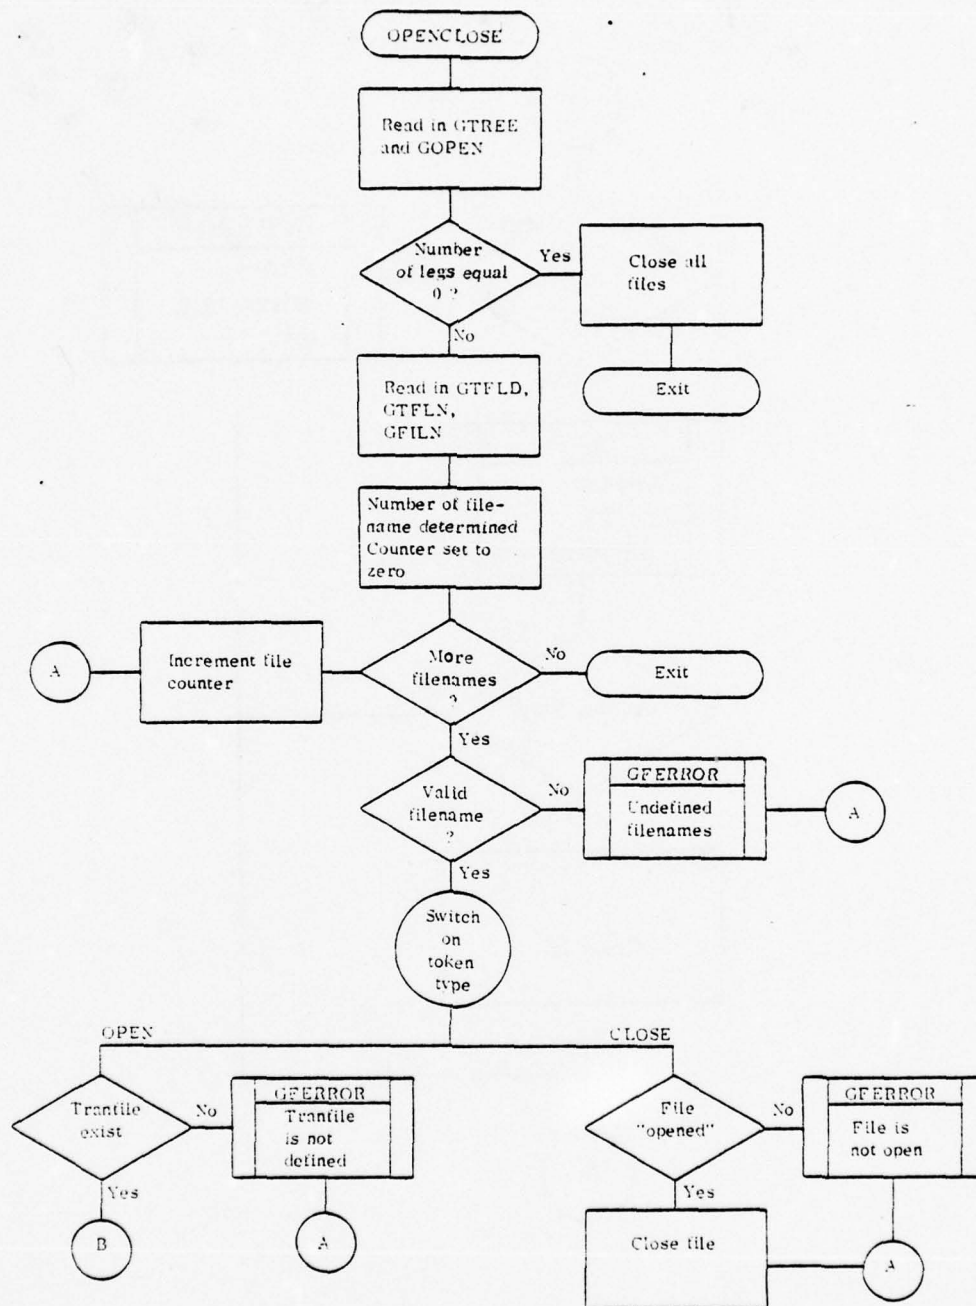 OPENCLOSE
Read in GTREE
and GOPEN
Number
of legs equal
0 ?
Yes
Close all
files
No
Exit
Read in GTFLD,
GTFLN,
GFILN
Number of file-
name determined
Counter set to
zero
A
Increment file
counter
More
filenames
?
No
Exit
Yes
Valid
filename
?
No
GFERROR
Undefined
filenames
A
Yes
Switch
on
token
type
OPEN
CLOSE
Tranfile
exist
No
GFERROR
Tranfile
is not
defined
File
"opened"
No
GFERROR
File is
not open
Yes
Yes
B
A
Close file
A